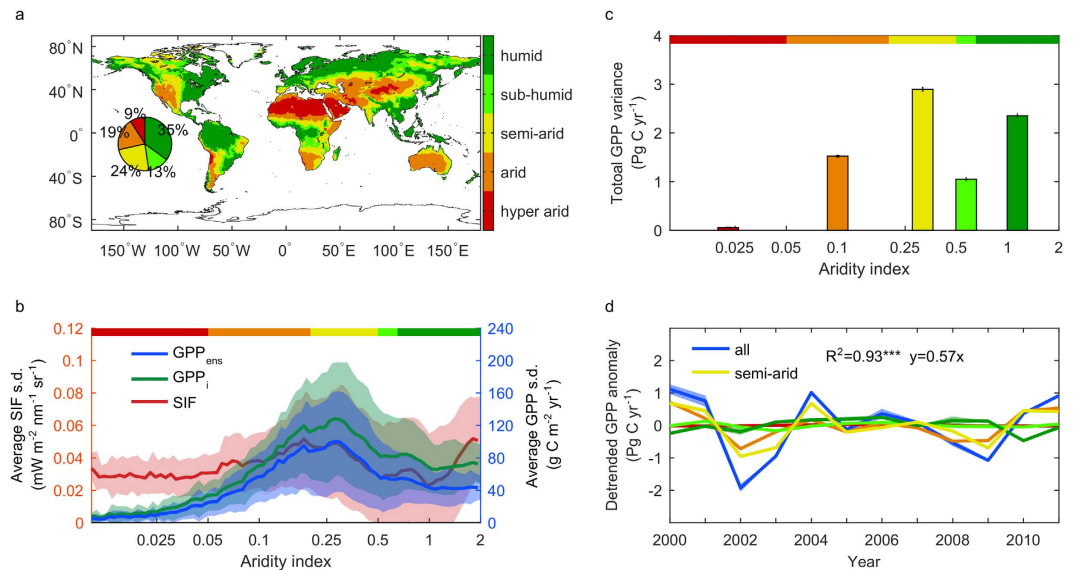 a
80°N
40°N
0°
40°S
80°S
150°W
100°W
50°W
0°
50°E
100°E
150°E
9%
35%
19%
24%
13%
humid
sub-humid
semi-arid
arid
hyper arid
b
0.12
0.1
0.08
0.06
0.04
0.02
0
Average SIF s.d.
(mW m⁻² nm⁻¹ sr⁻¹)
GPPₑₙₛ
GPPᵢ
SIF
240
200
160
120
80
40
0
Average GPP s.d.
(g C m⁻² yr⁻¹)
0.025
0.05
0.1
0.25
0.5
1
2
Aridity index
c
4
3
2
1
0
Totoal GPP variance
(Pg C yr⁻¹)
0.025
0.05
0.1
0.25
0.5
1
2
Aridity index
d
3
2
1
0
-1
-2
-3
Detrended GPP anomaly
(Pg C yr⁻¹)
all
semi-arid
R²=0.93*** y=0.57x
2000
2002
2004
2006
2008
2010
Year